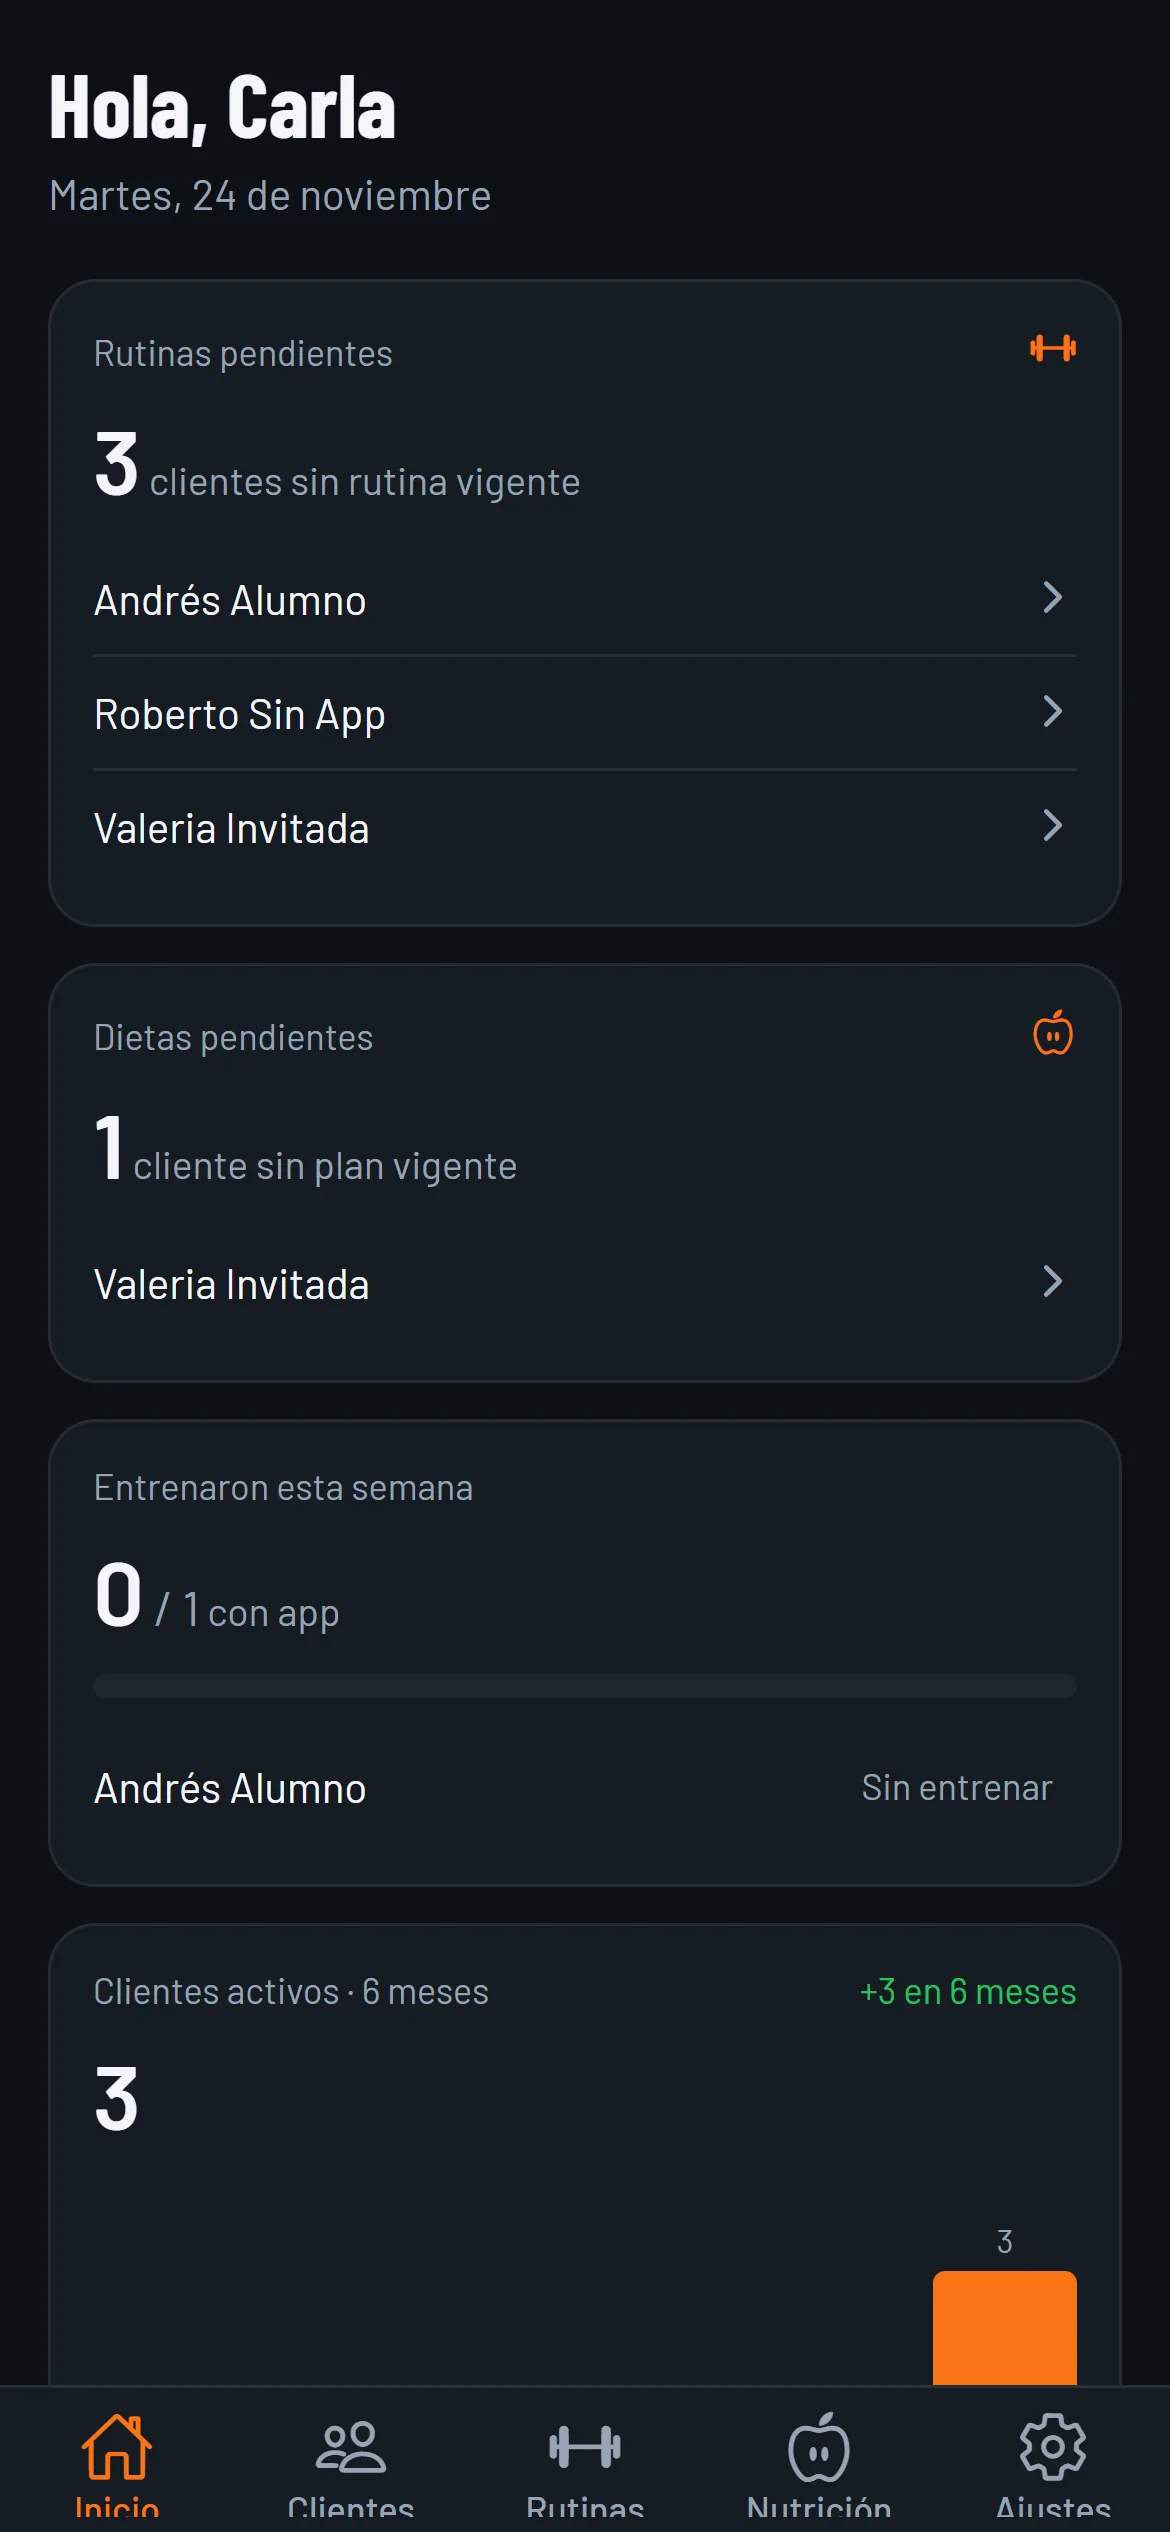 Hola, Carla
Martes, 24 de noviembre
Rutinas pendientes
3 clientes sin rutina vigente
Andrés Alumno
Roberto Sin App
Valeria Invitada
Dietas pendientes
1 cliente sin plan vigente
Valeria Invitada
Entrenaron esta semana
0 / 1 con app
Andrés Alumno Sin entrenar
Clientes activos · 6 meses +3 en 6 meses
3
3
Inicio Clientes Rutinas Nutrición Ajustes